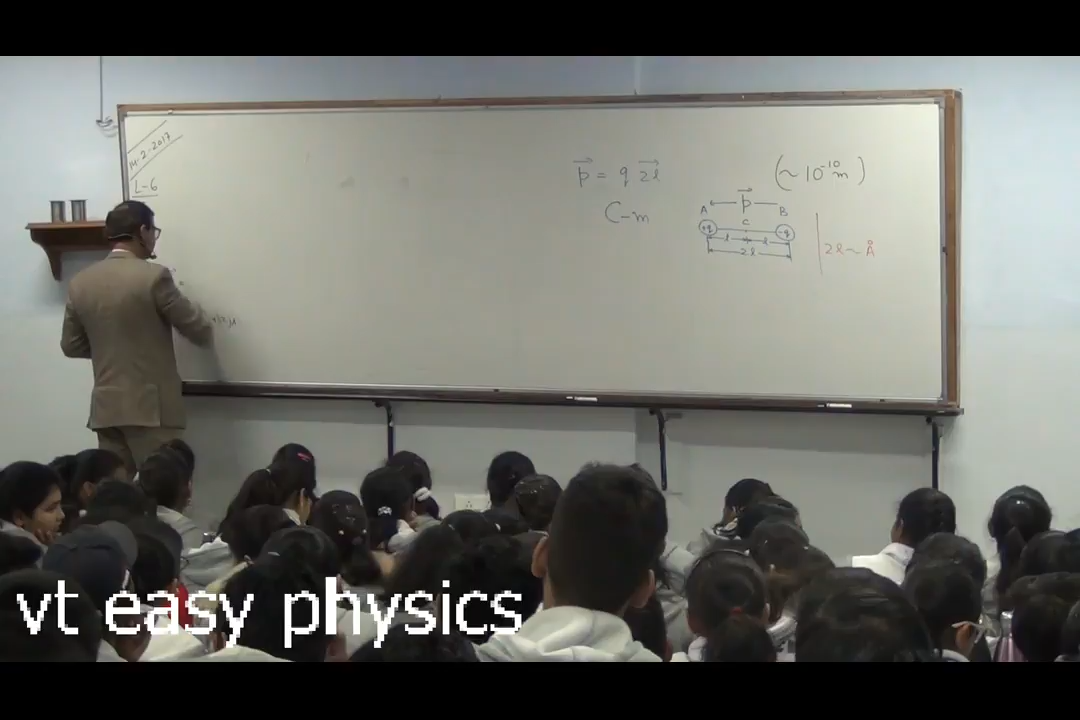 14-2-2017
L-6
p⃗ = q 2l⃗
C-m
(~ 10⁻¹⁰ m)
p⃗
A B
C
+q -q
l l
2l
2l ~ Å
vt easy physics